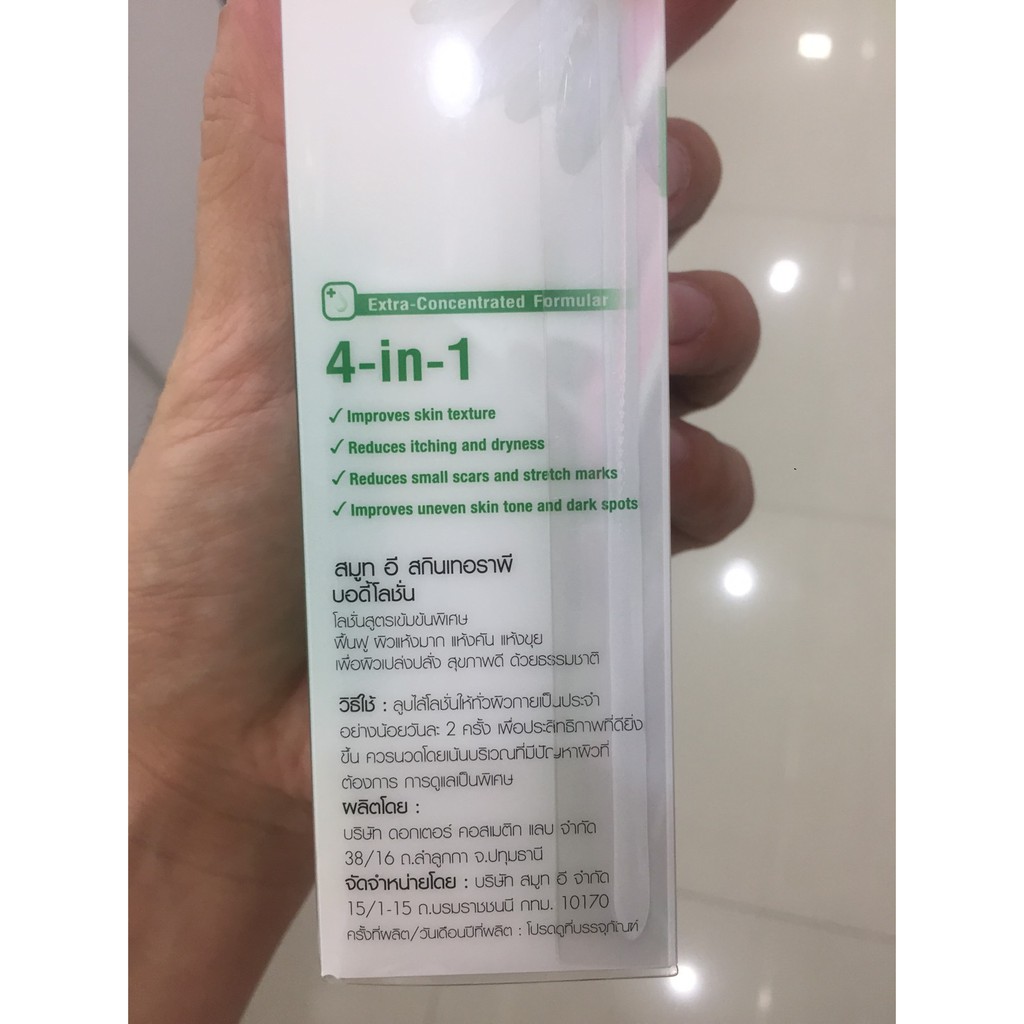 Extra-Concentrated Formular
4-in-1
✓ Improves skin texture
✓ Reduces itching and dryness
✓ Reduces small scars and stretch marks
✓ Improves uneven skin tone and dark spots
สมูท อี สกินเทอราพี
บอดี้โลชั่น
โลชั่นสูตรเข้มข้นพิเศษ
ฟื้นฟู ผิวแห้งมาก แห้งคัน แห้งขุย
เพื่อผิวเปล่งปลั่ง สุขภาพดี ด้วยธรรมชาติ
วิธีใช้ : ลูบไล้โลชั่นให้ทั่วผิวกายเป็นประจำ
อย่างน้อยวันละ 2 ครั้ง เพื่อประสิทธิภาพที่ดียิ่ง
ขึ้น ควรนวดโดยเน้นบริเวณที่มีปัญหาผิวที่
ต้องการ การดูแลเป็นพิเศษ
ผลิตโดย :
บริษัท ดอกเตอร์ คอสเมติก แลบ จำกัด
38/16 ถ.ลำลูกกา จ.ปทุมธานี
จัดจำหน่ายโดย : บริษัท สมูท อี จำกัด
15/1-15 ถ.บรมราชชนนี กทม. 10170
ครั้งที่ผลิต/วันเดือนปีที่ผลิต : โปรดดูที่บรรจุภัณฑ์